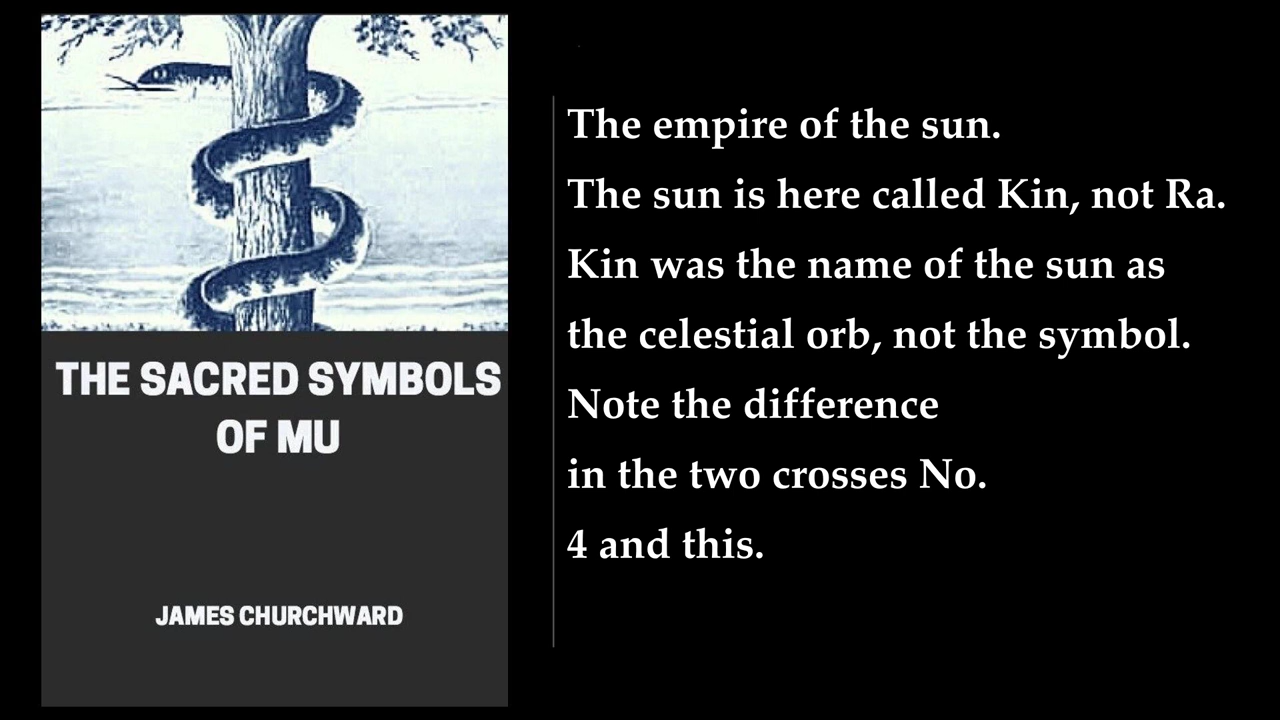 THE SACRED SYMBOLS
OF MU
JAMES CHURCHWARD
The empire of the sun.
The sun is here called Kin, not Ra.
Kin was the name of the sun as
the celestial orb, not the symbol.
Note the difference
in the two crosses No.
4 and this.